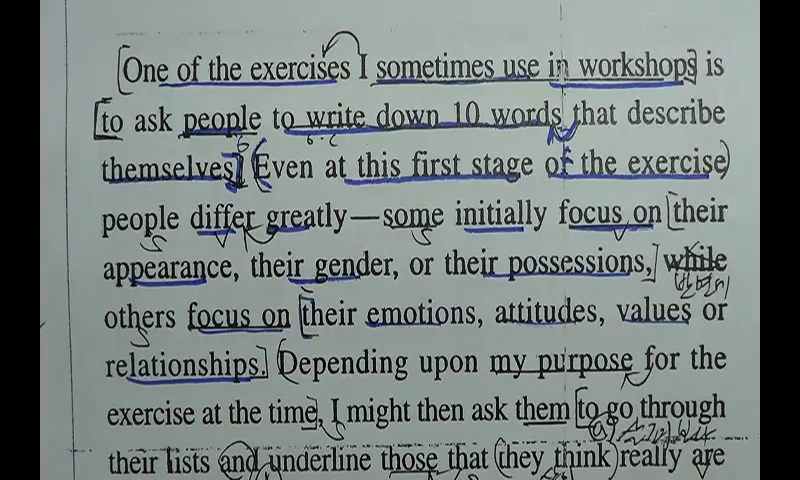 One of the exercises I sometimes use in workshops is
to ask people to write down 10 words that describe
themselves. Even at this first stage of the exercise
people differ greatly—some initially focus on their
appearance, their gender, or their possessions, while
others focus on their emotions, attitudes, values or
relationships. Depending upon my purpose for the
exercise at the time, I might then ask them to go through
their lists and underline those that they think really are